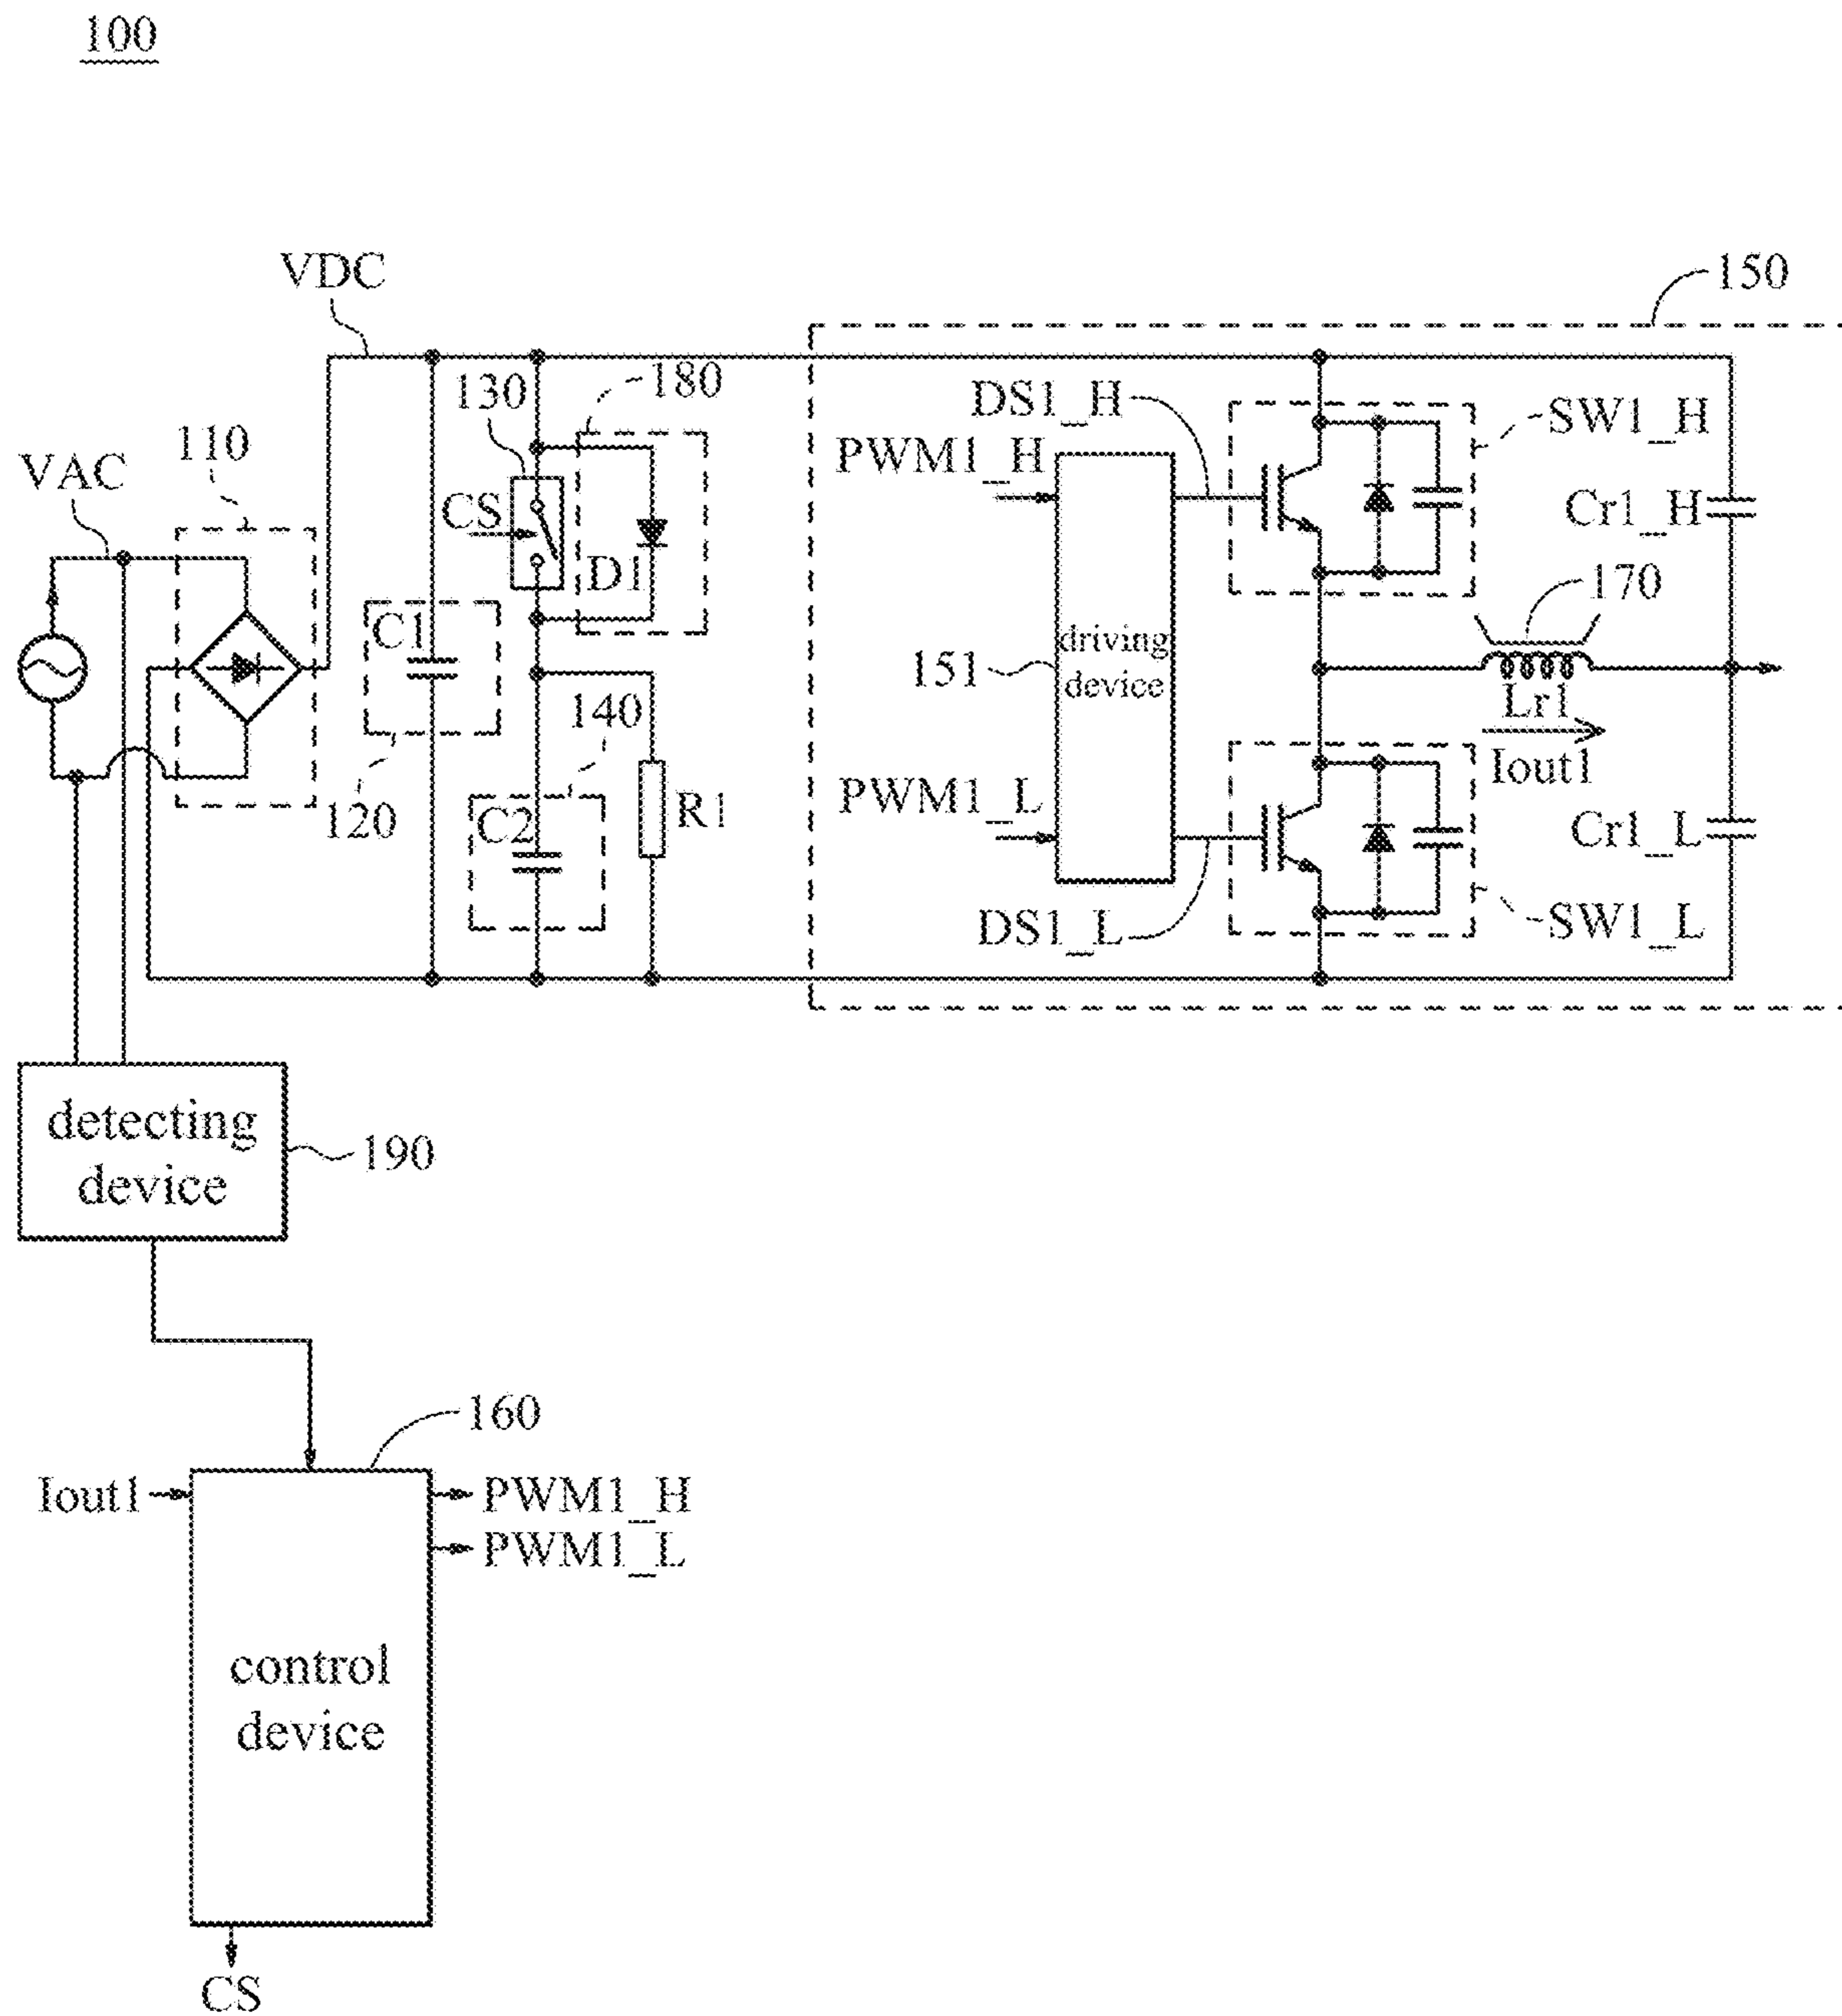 100
VDC
150
130
180
DS1_H
SW1_H
110
VAC
PWM1_H
CS
Cr1_H
D1
170
C1
driving
device
151
140
Lr1
Iout1
120
C2
R1
PWM1_L
Cr1_L
DS1_L
SW1_L
detecting
device
190
160
Iout1
PWM1_H
PWM1_L
control
device
CS